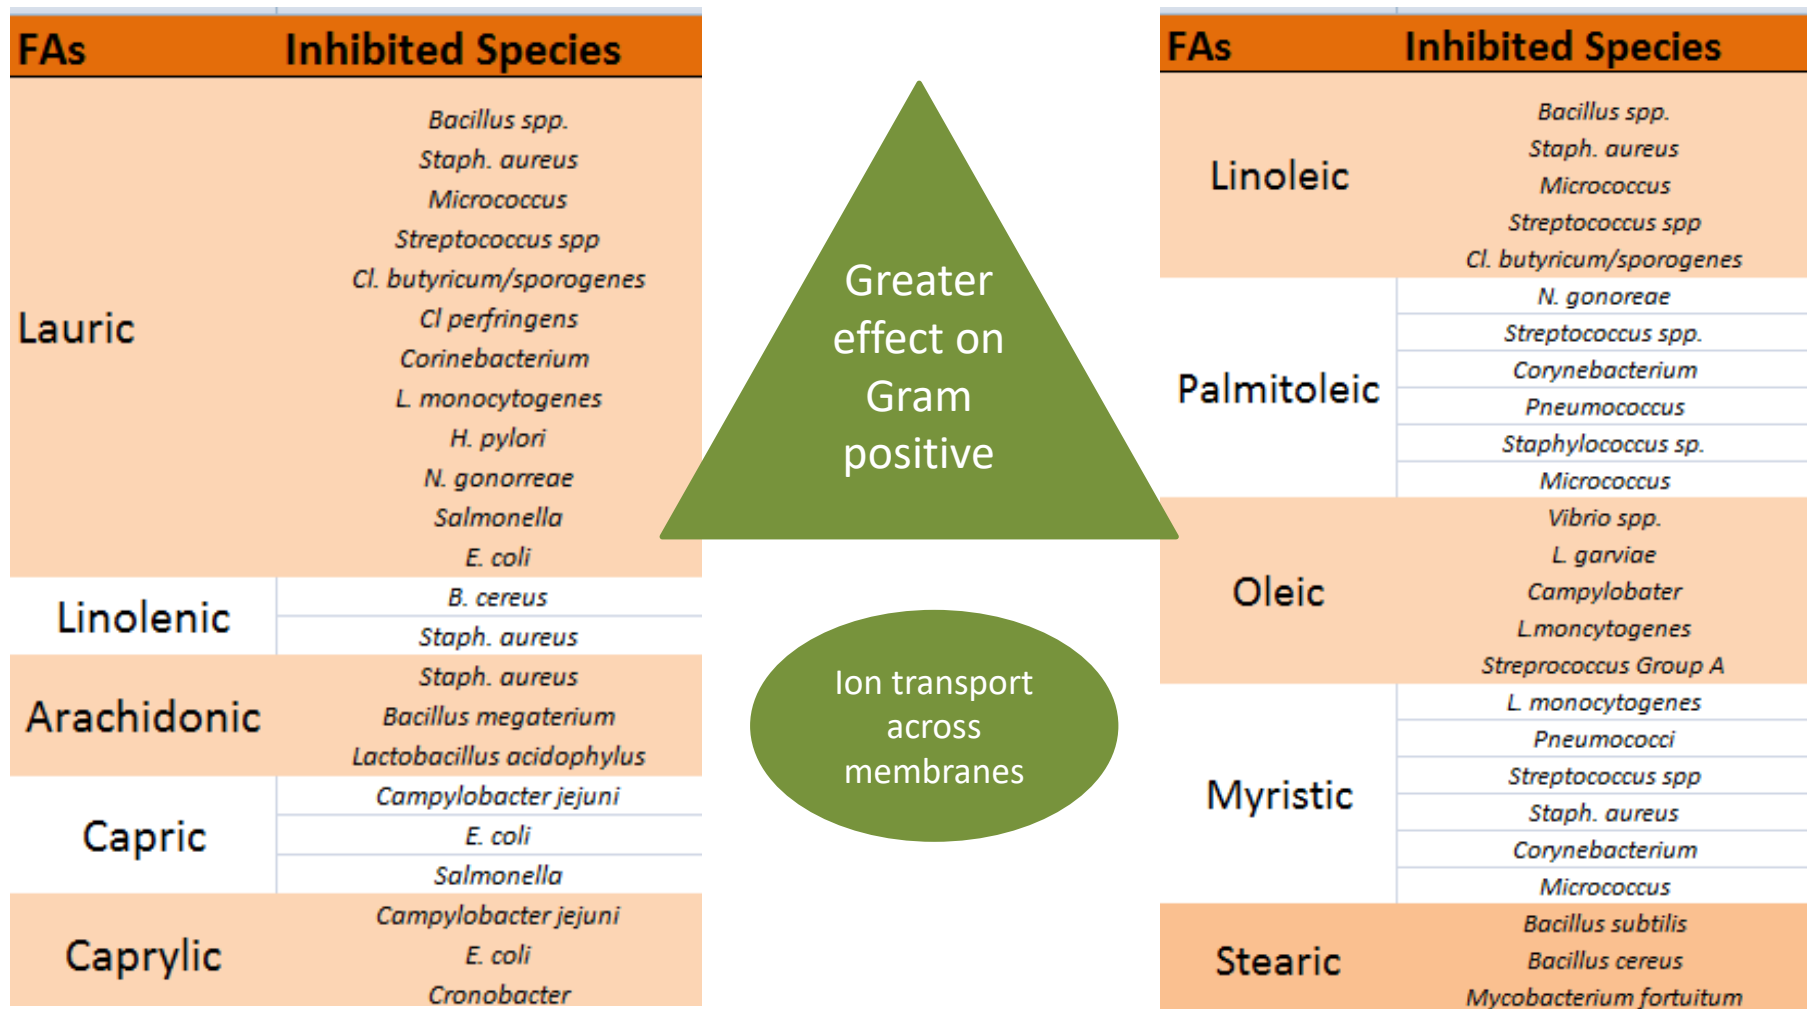 FAs Inhibited Species
Lauric
Bacillus spp.
Staph. aureus
Micrococcus
Streptococcus spp
Cl. butyricum/sporogenes
Cl perfringens
Corinebacterium
L. monocytogenes
H. pylori
N. gonorreae
Salmonella
E. coli
Linolenic
B. cereus
Staph. aureus
Arachidonic
Staph. aureus
Bacillus megaterium
Lactobacillus acidophylus
Capric
Campylobacter jejuni
E. coli
Salmonella
Caprylic
Campylobacter jejuni
E. coli
Cronobacter
Greater
effect on
Gram
positive
Ion transport
across
membranes
FAs Inhibited Species
Linoleic
Bacillus spp.
Staph. aureus
Micrococcus
Streptococcus spp
Cl. butyricum/sporogenes
Palmitoleic
N. gonoreae
Streptococcus spp.
Corynebacterium
Pneumococcus
Staphylococcus sp.
Micrococcus
Oleic
Vibrio spp.
L. garviae
Campylobater
L.moncytogenes
Streprococcus Group A
Myristic
L. monocytogenes
Pneumococci
Streptococcus spp
Staph. aureus
Corynebacterium
Micrococcus
Stearic
Bacillus subtilis
Bacillus cereus
Mycobacterium fortuitum